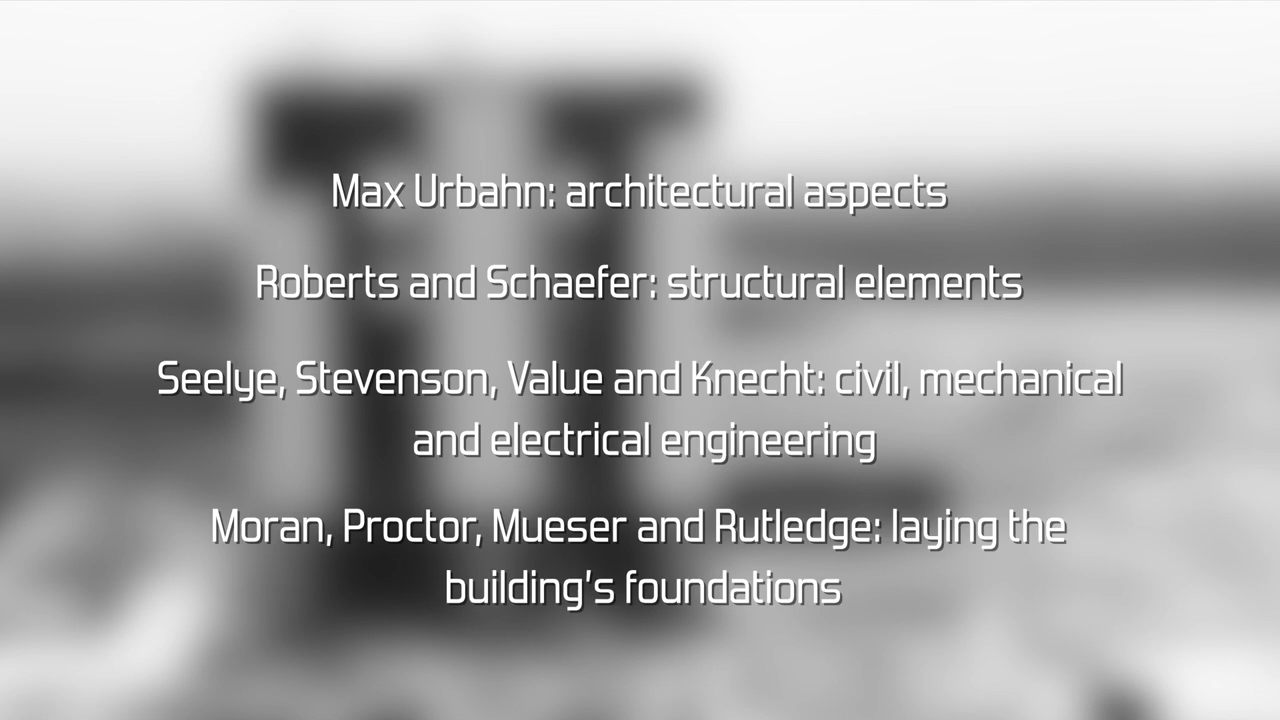 Max Urbahn: architectural aspects
Roberts and Schaefer: structural elements
Seelye, Stevenson, Value and Knecht: civil, mechanical
and electrical engineering
Moran, Proctor, Mueser and Rutledge: laying the
building's foundations